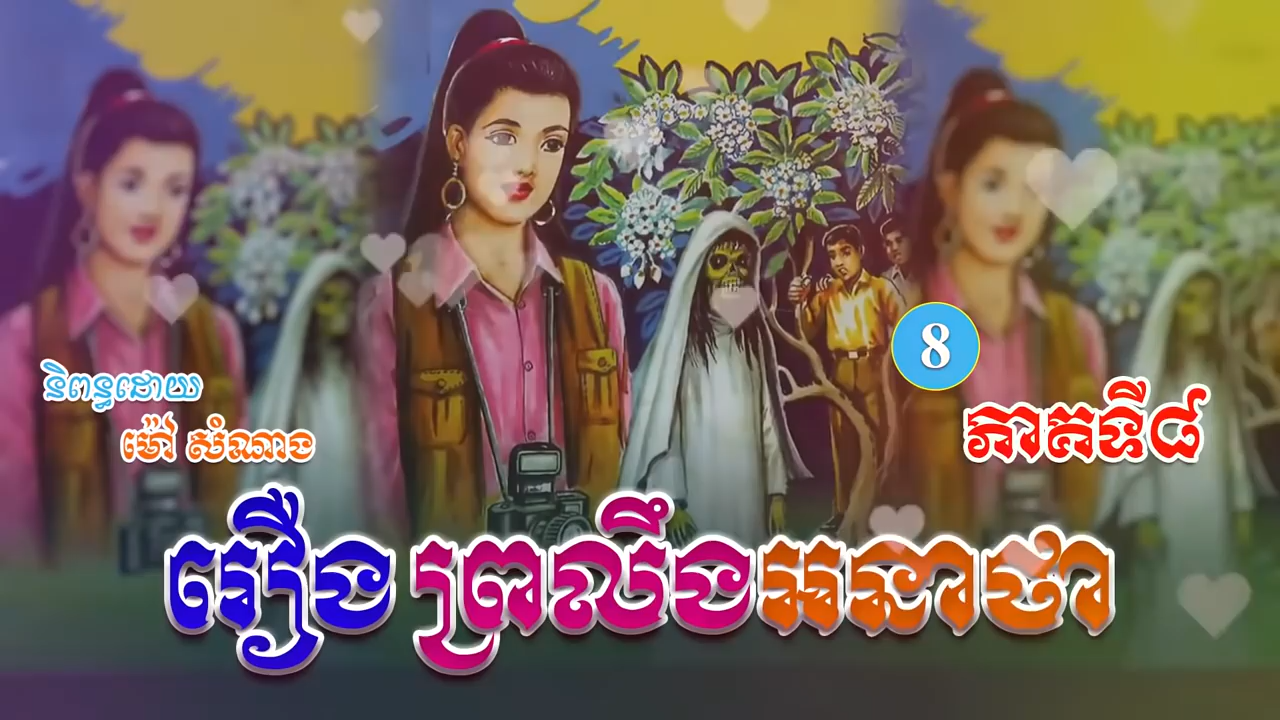 8
និពន្ធដោយ
ម៉ៅ សំណាង
ភាគទី៨
រឿង ព្រលឹងអនាថា